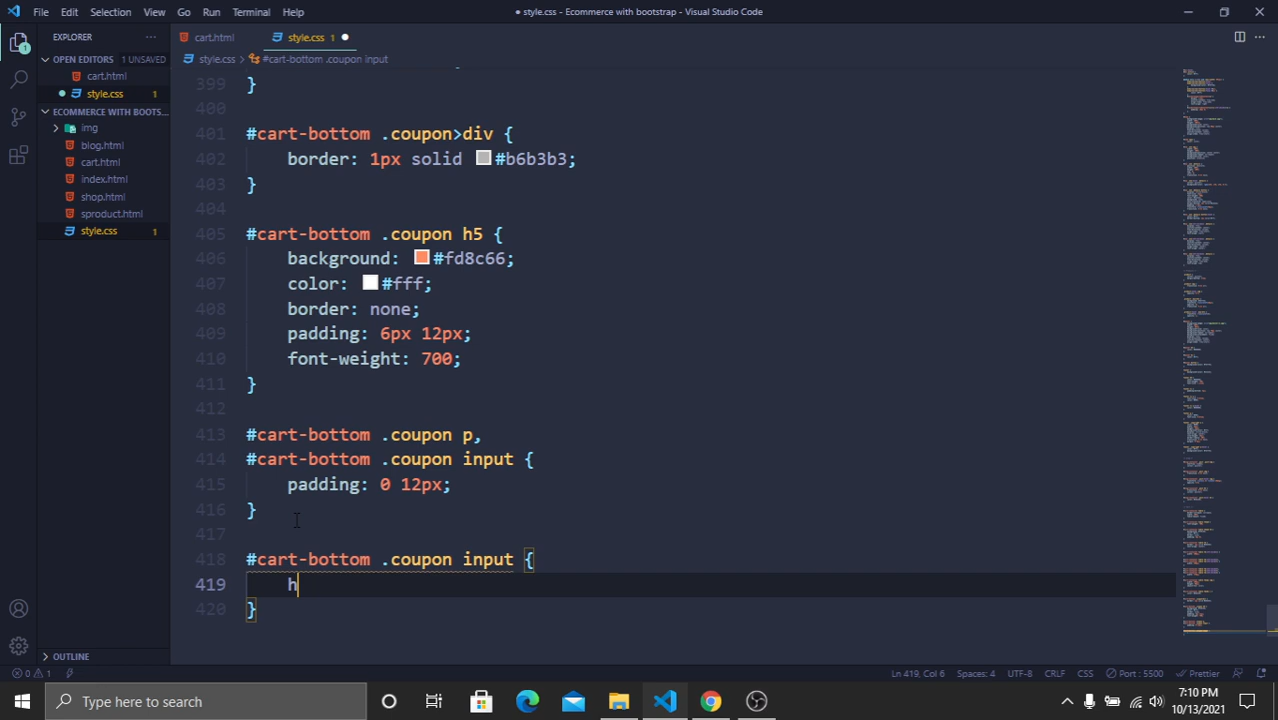 File Edit Selection View Go Run Terminal Help
● style.css - Ecommerce with bootstrap - Visual Studio Code
EXPLORER
cart.html
style.css 1
OPEN EDITORS 1 UNSAVED
style.css > #cart-bottom .coupon input
cart.html
style.css 1
ECOMMERCE WITH BOOTS...
img
blog.html
cart.html
index.html
shop.html
sproduct.html
style.css 1
399 }
400
401 #cart-bottom .coupon>div {
402 border: 1px solid #b6b3b3;
403 }
404
405 #cart-bottom .coupon h5 {
406 background: #fd8c66;
407 color: #fff;
408 border: none;
409 padding: 6px 12px;
410 font-weight: 700;
411 }
412
413 #cart-bottom .coupon p,
414 #cart-bottom .coupon input {
415 padding: 0 12px;
416 }
417
418 #cart-bottom .coupon input {
419 h
420 }
OUTLINE
0 1
Ln 419, Col 6 Spaces: 4 UTF-8 CRLF CSS Port : 5500 Prettier
Type here to search
7:10 PM
10/13/2021